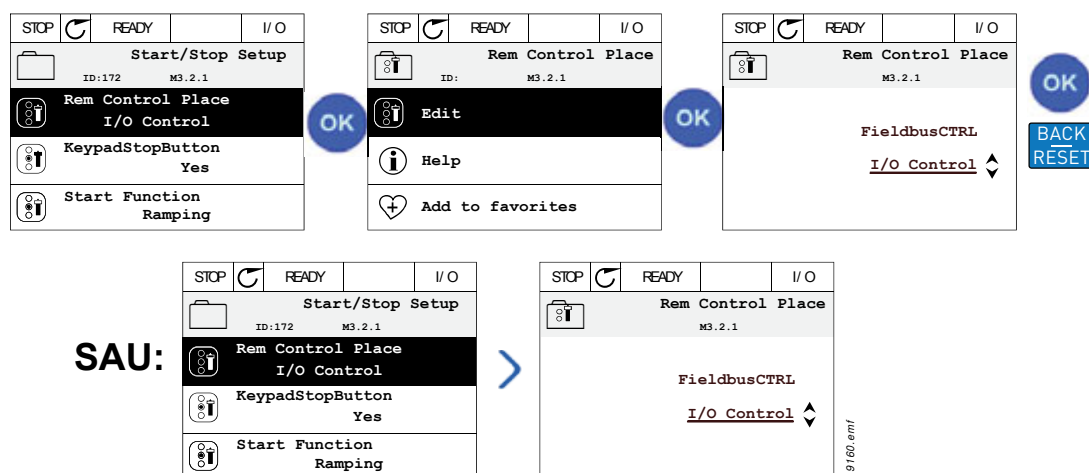 STOP READY I/O
Start/Stop Setup
ID:172 M3.2.1
Rem Control Place
I/O Control
KeypadStopButton
Yes
Start Function
Ramping
OK
STOP READY I/O
Rem Control Place
ID: M3.2.1
Edit
Help
Add to favorites
OK
STOP READY I/O
Rem Control Place
M3.2.1
FieldbusCTRL
I/O Control
OK
BACK
RESET
SAU:
STOP READY I/O
Start/Stop Setup
ID:172 M3.2.1
Rem Control Place
I/O Control
KeypadStopButton
Yes
Start Function
Ramping
STOP READY I/O
Rem Control Place
M3.2.1
FieldbusCTRL
I/O Control
9160.emf